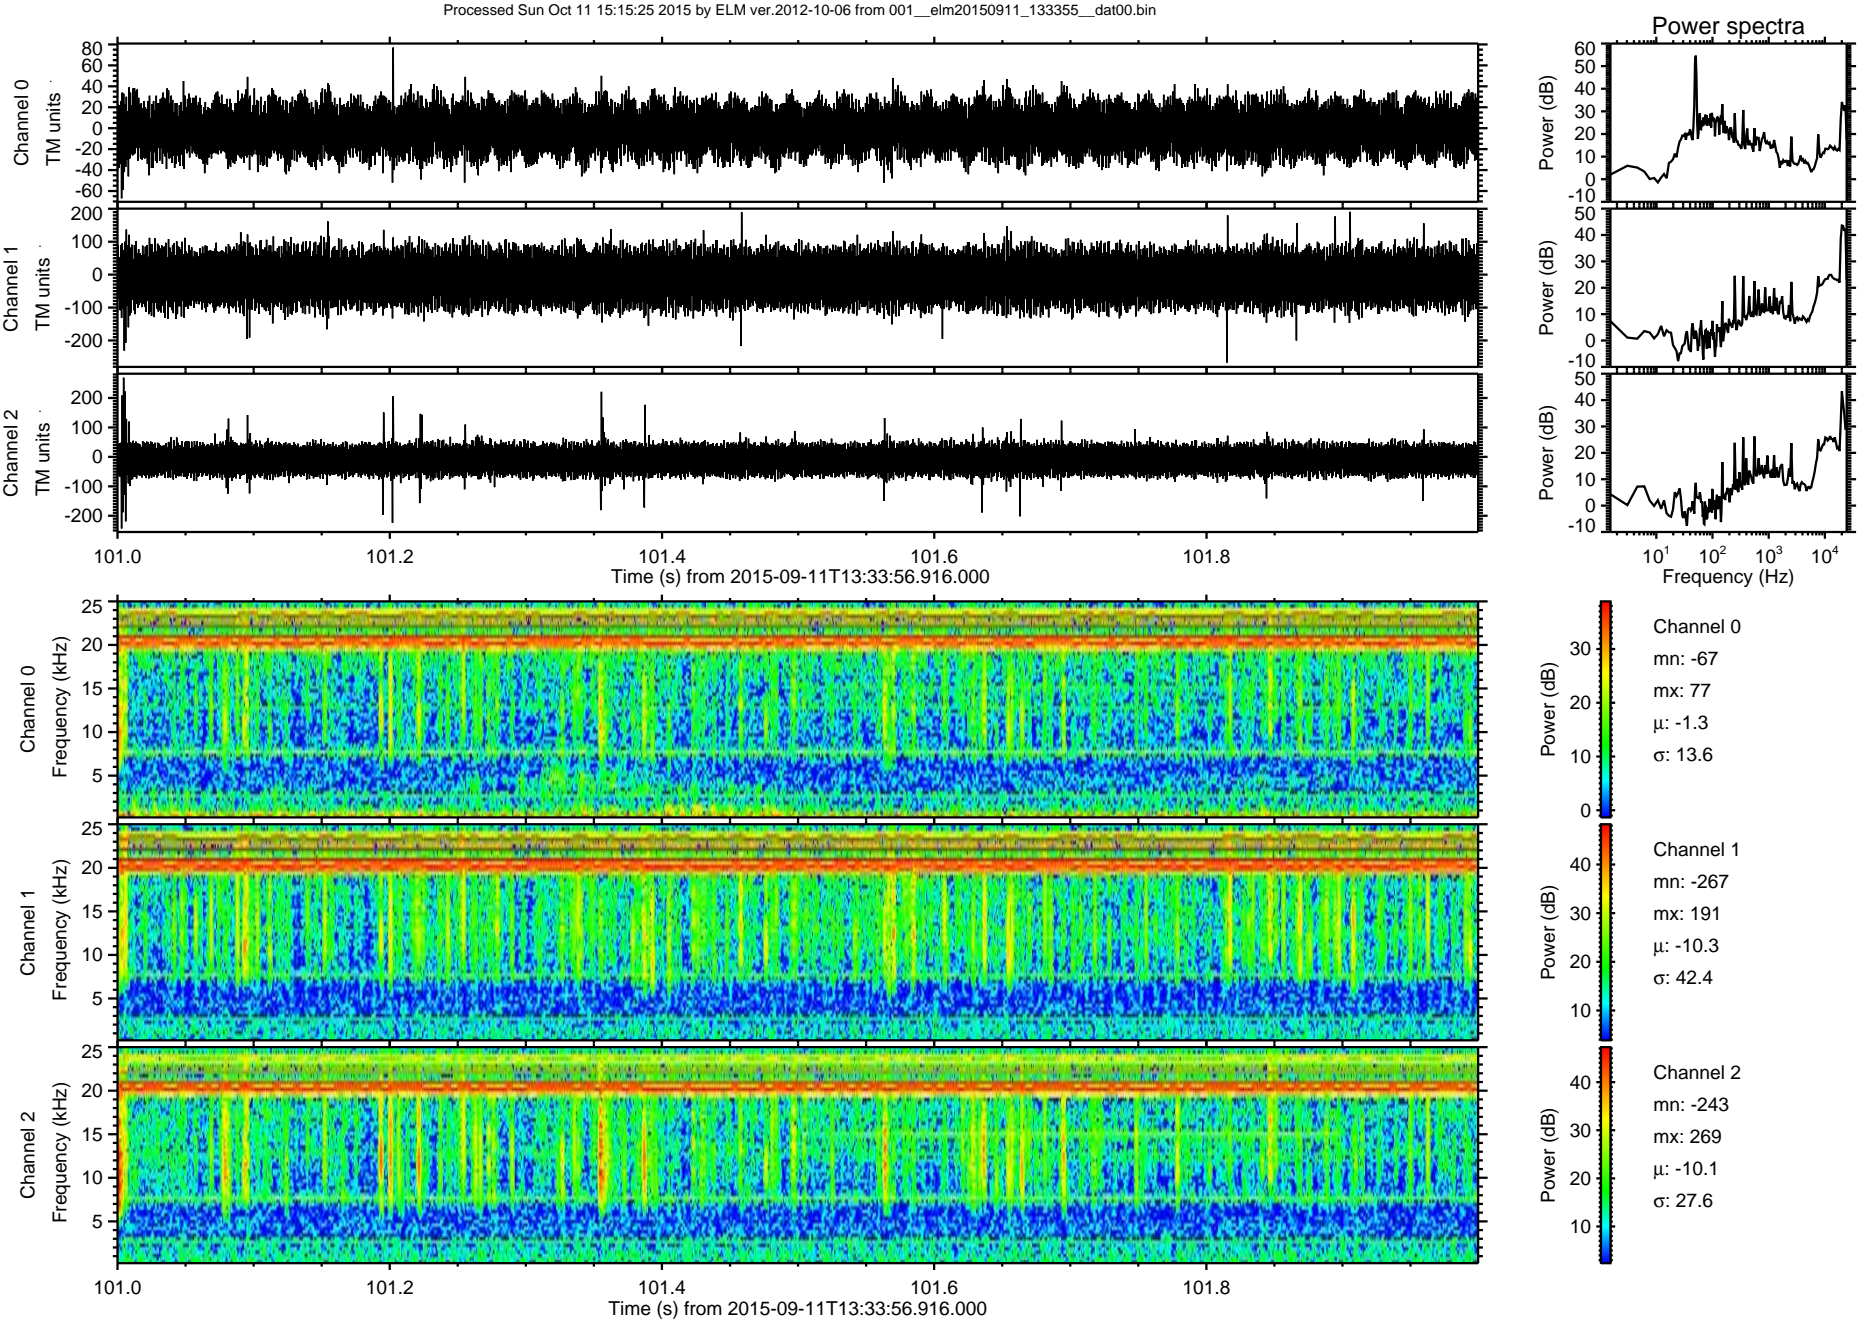 Processed Sun Oct 11 15:15:25 2015 by ELM ver.2012-10-06 from 001__elm20150911_133355__dat00.bin
Power spectra
Channel 0
TM units
80
60
40
20
0
-20
-40
-60
Power (dB)
60
50
40
30
20
10
0
-10
Channel 1
TM units
200
100
0
-100
-200
Power (dB)
50
40
30
20
10
0
-10
Channel 2
TM units
200
100
0
-100
-200
Power (dB)
50
40
30
20
10
0
-10
101.0 101.2 101.4 101.6 101.8
Time (s) from 2015-09-11T13:33:56.916.000
10^1 10^2 10^3 10^4
Frequency (Hz)
Channel 0
Frequency (kHz)
25
20
15
10
5
Power (dB)
30
20
10
0
Channel 0
mn: -67
mx: 77
μ: -1.3
σ: 13.6
Channel 1
Frequency (kHz)
25
20
15
10
5
Power (dB)
40
30
20
10
Channel 1
mn: -267
mx: 191
μ: -10.3
σ: 42.4
Channel 2
Frequency (kHz)
25
20
15
10
5
Power (dB)
40
30
20
10
Channel 2
mn: -243
mx: 269
μ: -10.1
σ: 27.6
101.0 101.2 101.4 101.6 101.8
Time (s) from 2015-09-11T13:33:56.916.000